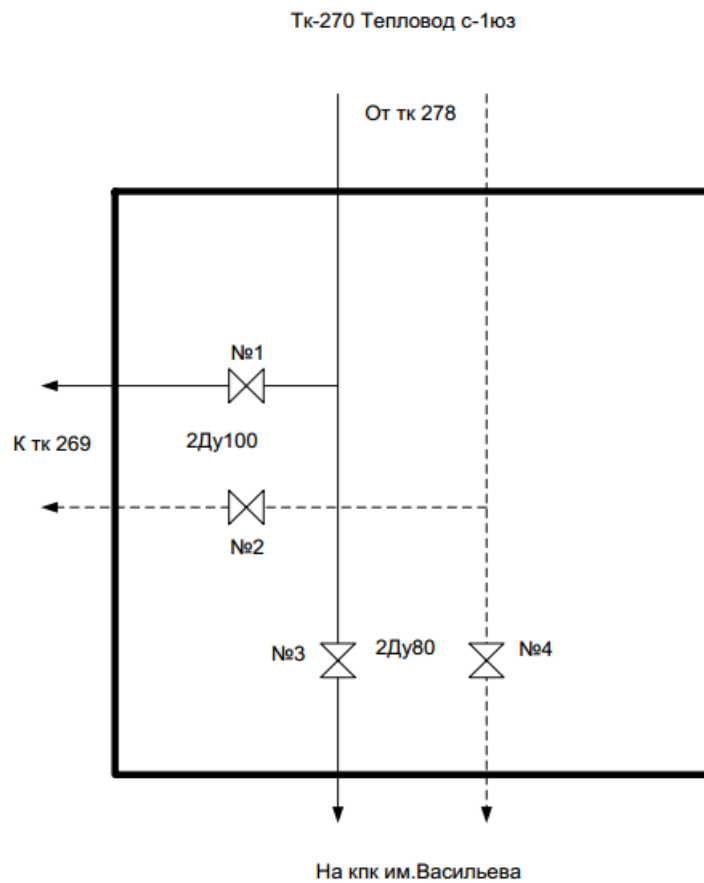 Тк-270 Тепловод с-1юз
От тк 278
№1
К тк 269
2Ду100
№2
№3
2Ду80
№4
На кпк им.Васильева